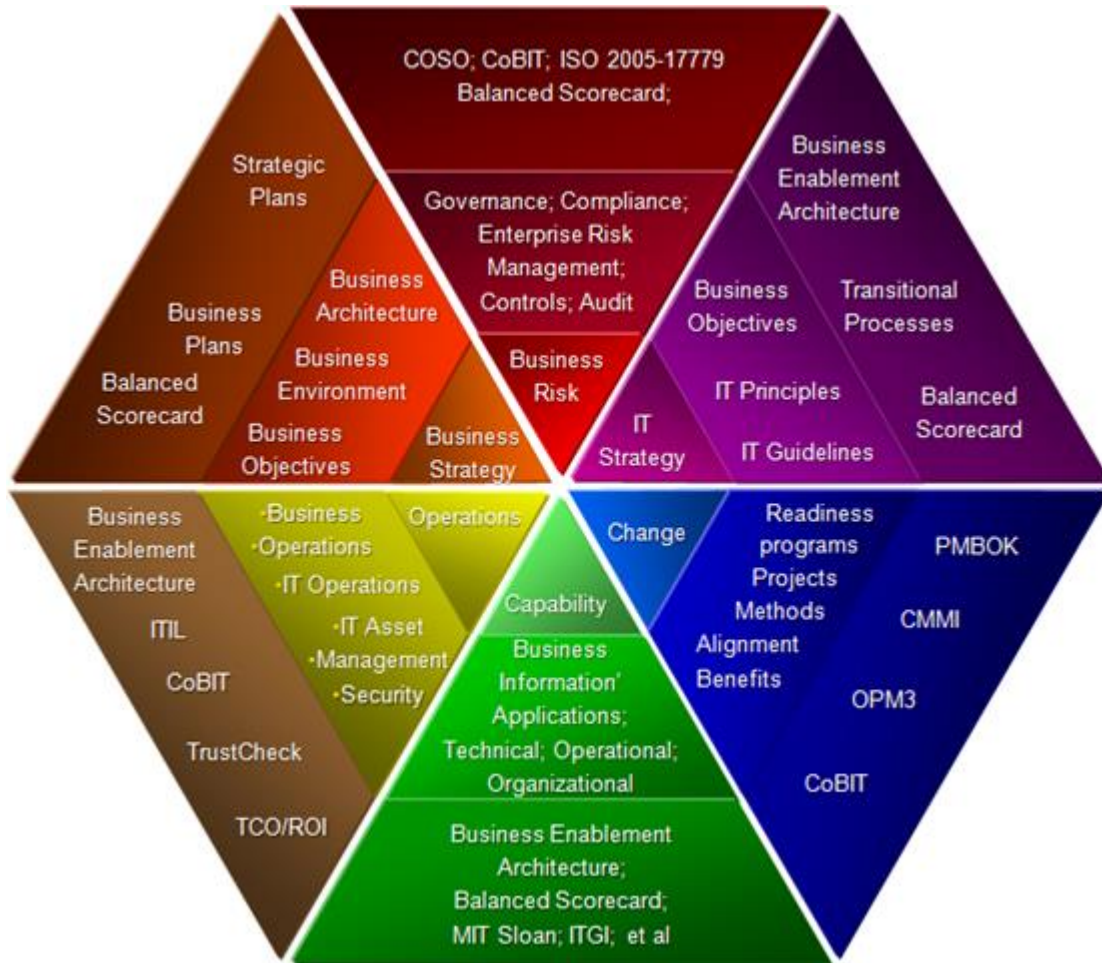 COSO; CoBIT; ISO 2005-17779
Balanced Scorecard;
Governance; Compliance;
Enterprise Risk
Management;
Controls; Audit
Business
Risk
Strategic
Plans
Business
Plans
Balanced
Scorecard
Business
Architecture
Business
Environment
Business
Objectives
Business
Strategy
Business
Enablement
Architecture
Transitional
Processes
Balanced
Scorecard
Business
Objectives
IT Principles
IT Guidelines
IT
Strategy
Business
Enablement
Architecture
ITIL
CoBIT
TrustCheck
TCO/ROI
•Business
•Operations
•IT Operations
•IT Asset
•Management
•Security
Operations
Capability
Business
Information'
Applications;
Technical; Operational;
Organizational
Business Enablement
Architecture;
Balanced Scorecard;
MIT Sloan; ITGI; et al
Change
Readiness
programs
Projects
Methods
Alignment
Benefits
PMBOK
CMMI
OPM3
CoBIT